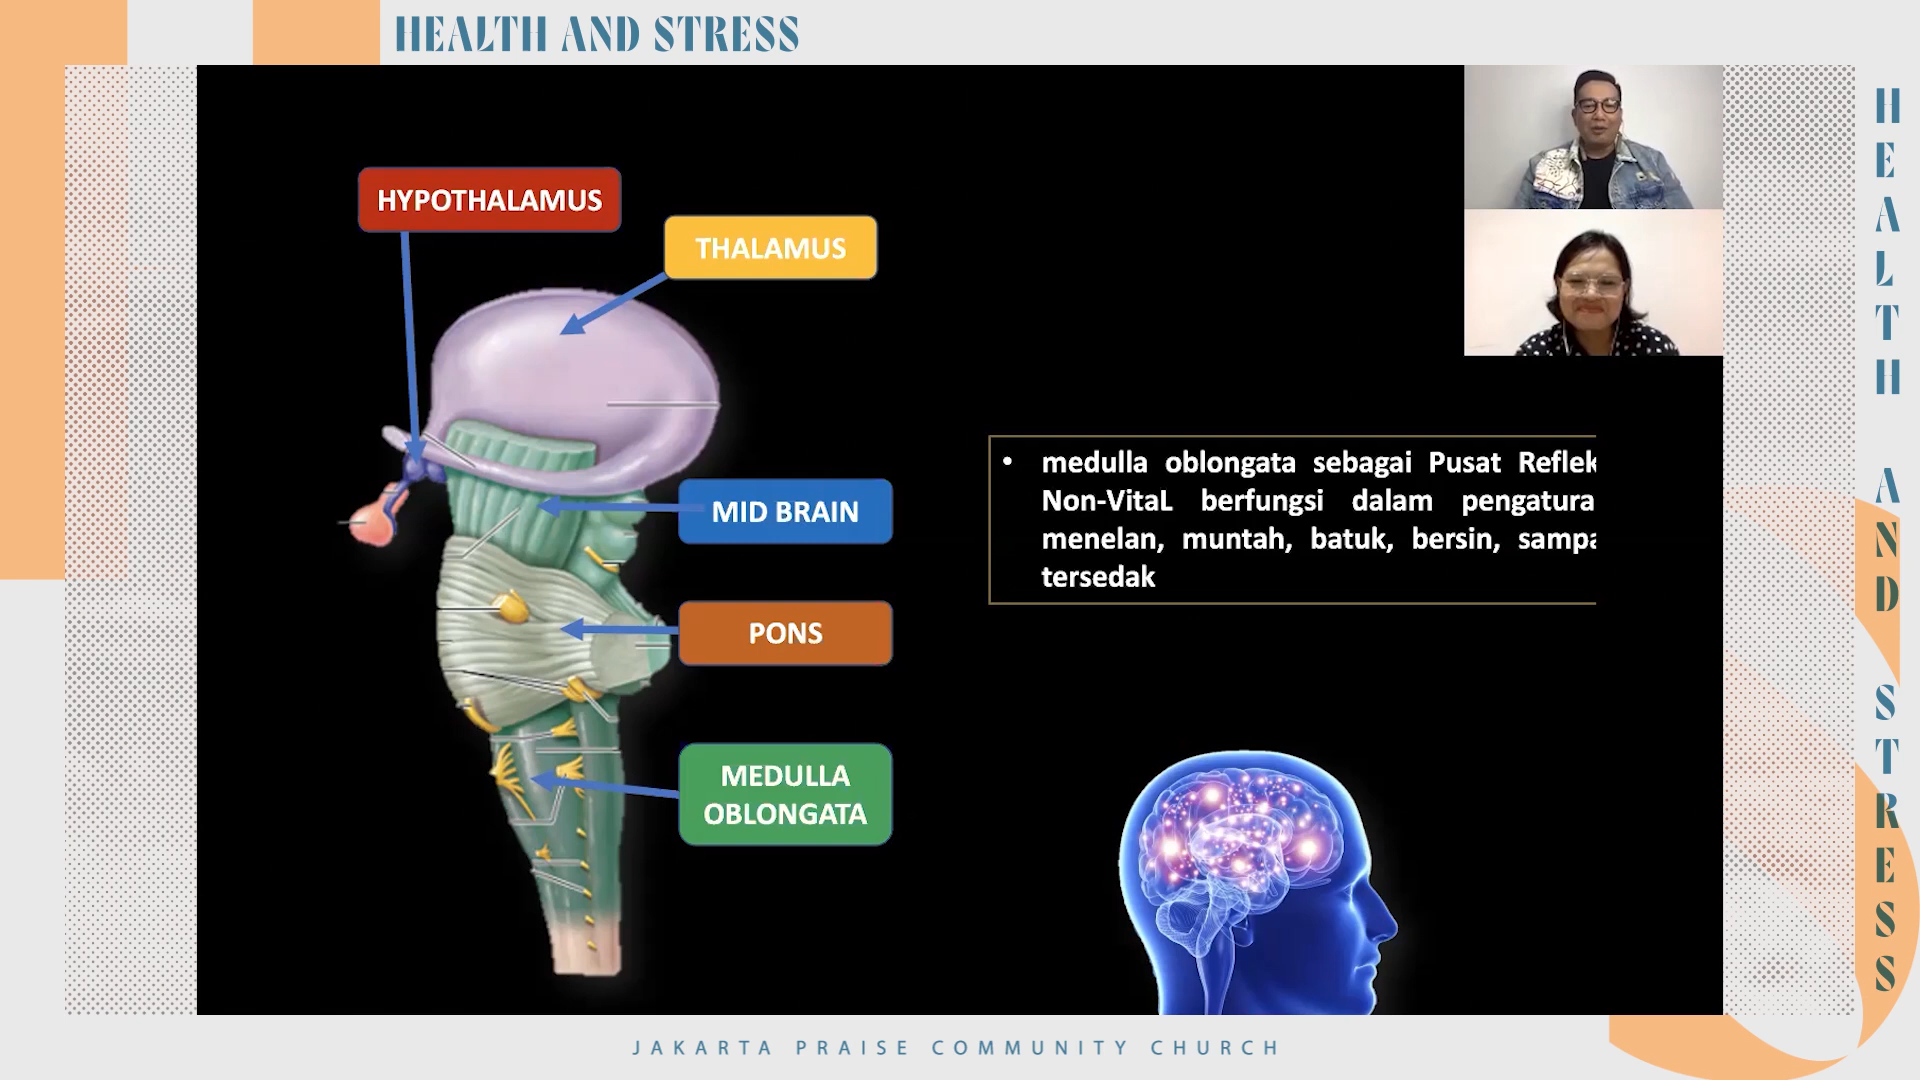 HEALTH AND STRESS
HYPOTHALAMUS
THALAMUS
MID BRAIN
PONS
MEDULLA
OBLONGATA
• medulla oblongata sebagai Pusat Reflek
Non-VitaL berfungsi dalam pengatura
menelan, muntah, batuk, bersin, sampa
tersedak
HEALTH AND STRESS
JAKARTA PRAISE COMMUNITY CHURCH